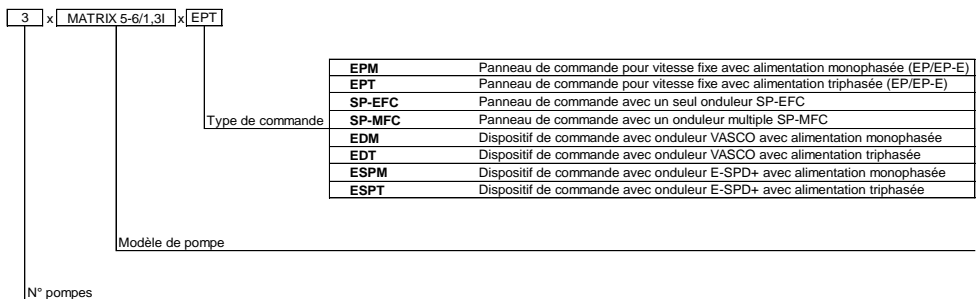 3 x MATRIX 5-6/1,3I x EPT
EPM Panneau de commande pour vitesse fixe avec alimentation monophasée (EP/EP-E)
EPT Panneau de commande pour vitesse fixe avec alimentation triphasée (EP/EP-E)
SP-EFC Panneau de commande avec un seul onduleur SP-EFC
Type de commande SP-MFC Panneau de commande avec un onduleur multiple SP-MFC
EDM Dispositif de commande avec onduleur VASCO avec alimentation monophasée
EDT Dispositif de commande avec onduleur VASCO avec alimentation triphasée
ESPM Dispositif de commande avec onduleur E-SPD+ avec alimentation monophasée
ESPT Dispositif de commande avec onduleur E-SPD+ avec alimentation triphasée
Modèle de pompe
N° pompes